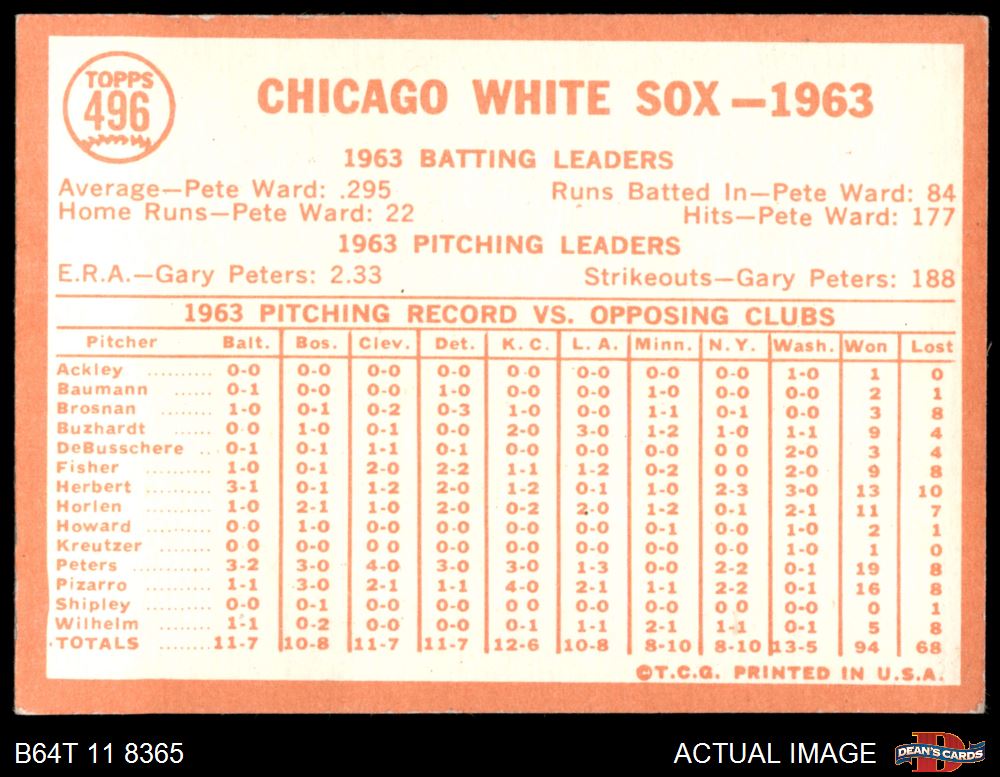 TOPPS
496
CHICAGO WHITE SOX—1963
1963 BATTING LEADERS
Average—Pete Ward: .295 Runs Batted In—Pete Ward: 84
Home Runs—Pete Ward: 22 Hits—Pete Ward: 177
1963 PITCHING LEADERS
E.R.A.—Gary Peters: 2.33 Strikeouts—Gary Peters: 188
1963 PITCHING RECORD VS. OPPOSING CLUBS
Pitcher Balt. Bos. Clev. Det. K. C. L. A. Minn. N. Y. Wash. Won Lost
Ackley 0-0 0-0 0-0 0-0 0-0 0-0 0-0 0-0 1-0 1 0
Baumann ...... 0-1 0-0 0-0 1-0 0-0 0-0 1-0 0-0 0-0 2 1
Brosnan ........ 1-0 0-1 0-2 0-3 1-0 0-0 1-1 0-1 0-0 3 8
Buzhardt ........ 0-0 1-0 0-1 0-0 2-0 3-0 1-2 1-0 1-1 9 4
DeBusschere .. 0-1 0-1 1-1 0-1 0-0 0-0 0-0 0 0 2-0 3 4
Fisher .......... 1-0 0-1 2-0 2-2 1-1 1-2 0-2 0 0 2-0 9 8
Herbert .......... 3-1 0-1 1-2 2-0 1-2 0-1 1-0 2-3 3-0 13 10
Horlen .......... 1-0 2-1 1-0 2-0 0-2 2-0 1-2 0-1 2-1 11 7
Howard .......... 0-0 1-0 0-0 0-0 0-0 0-0 0-1 0-0 1-0 2 1
Kreutzer ......... 0 0 0-0 0 0 0-0 0-0 0-0 0-0 0-0 1-0 1 0
Peters .......... 3-2 3-0 4-0 3-0 3-0 1-3 0-0 2-2 0-1 19 8
Pizarro .......... 1-1 3-0 2-1 1-1 4-0 2-1 1-1 2-2 0-1 16 8
Shipley .......... 0-0 0-1 0-0 0-0 0 0 0-0 0-0 0-0 0-0 0 1
Wilhelm .......... 1-1 0-2 0-0 0-0 0-1 1-1 2-1 1-1 0-1 5 8
TOTALS ........ 11-7 10-8 11-7 11-7 12-6 10-8 8-10 8-10 13-5 94 68
©T.C.G. PRINTED IN U.S.A.
B64T 11 8365 ACTUAL IMAGE DEAN'S CARDS